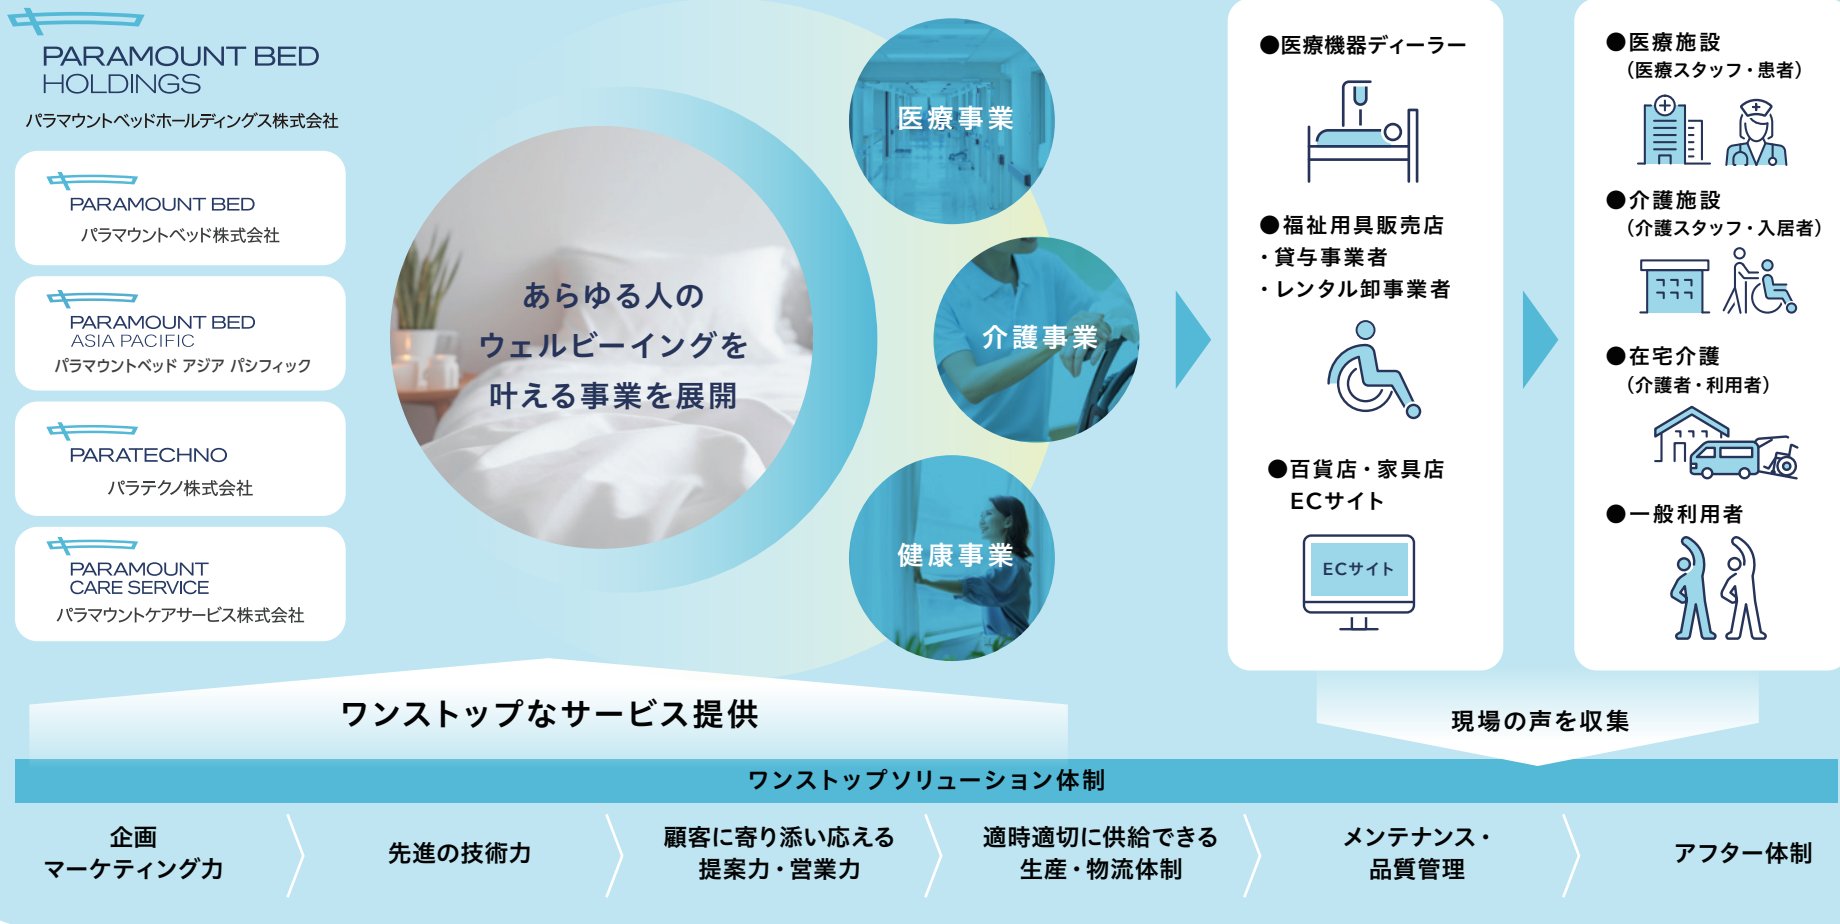 PARAMOUNT BED
HOLDINGS
パラマウントベッドホールディングス株式会社
PARAMOUNT BED
パラマウントベッド株式会社
PARAMOUNT BED
ASIA PACIFIC
パラマウントベッド アジア パシフィック
PARATECHNO
パラテクノ株式会社
PARAMOUNT
CARE SERVICE
パラマウントケアサービス株式会社
あらゆる人の
ウェルビーイングを
叶える事業を展開
医療事業
介護事業
健康事業
●医療機器ディーラー
●福祉用具販売店
・貸与事業者
・レンタル卸事業者
●百貨店・家具店
ECサイト
ECサイト
●医療施設
（医療スタッフ・患者）
●介護施設
（介護スタッフ・入居者）
●在宅介護
（介護者・利用者）
●一般利用者
ワンストップなサービス提供
現場の声を収集
ワンストップソリューション体制
企画
マーケティング力
先進の技術力
顧客に寄り添い応える
提案力・営業力
適時適切に供給できる
生産・物流体制
メンテナンス・
品質管理
アフター体制